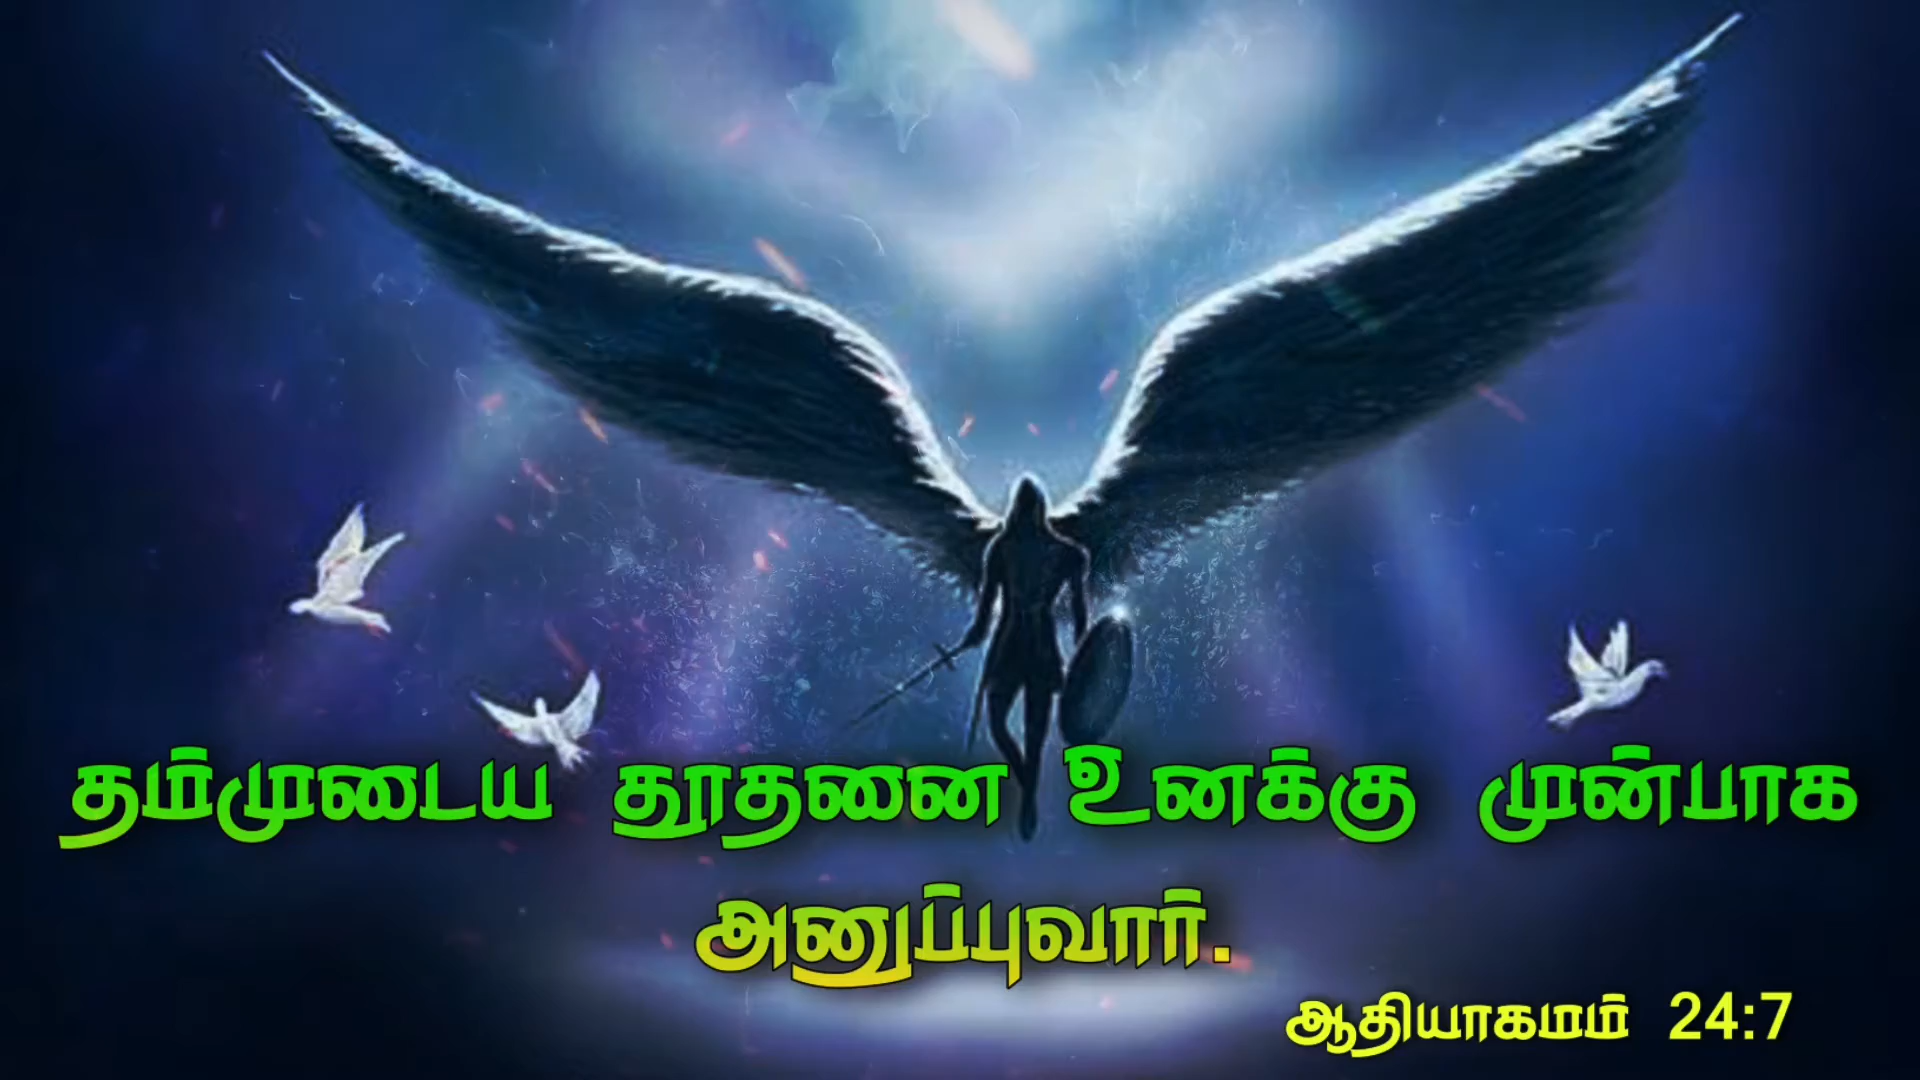 தம்முடைய தூதனை உனக்கு முன்பாக
அனுப்புவார்.
ஆதியாகமம் 24:7